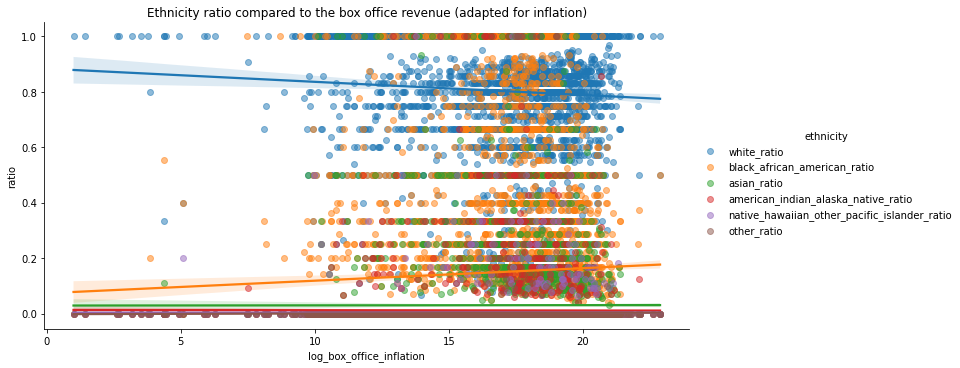 Ethnicity ratio compared to the box office revenue (adapted for inflation)
1.0
0.8
0.6
0.4
0.2
0.0
ratio
0
5
10
15
20
log_box_office_inflation
ethnicity
white_ratio
black_african_american_ratio
asian_ratio
american_indian_alaska_native_ratio
native_hawaiian_other_pacific_islander_ratio
other_ratio